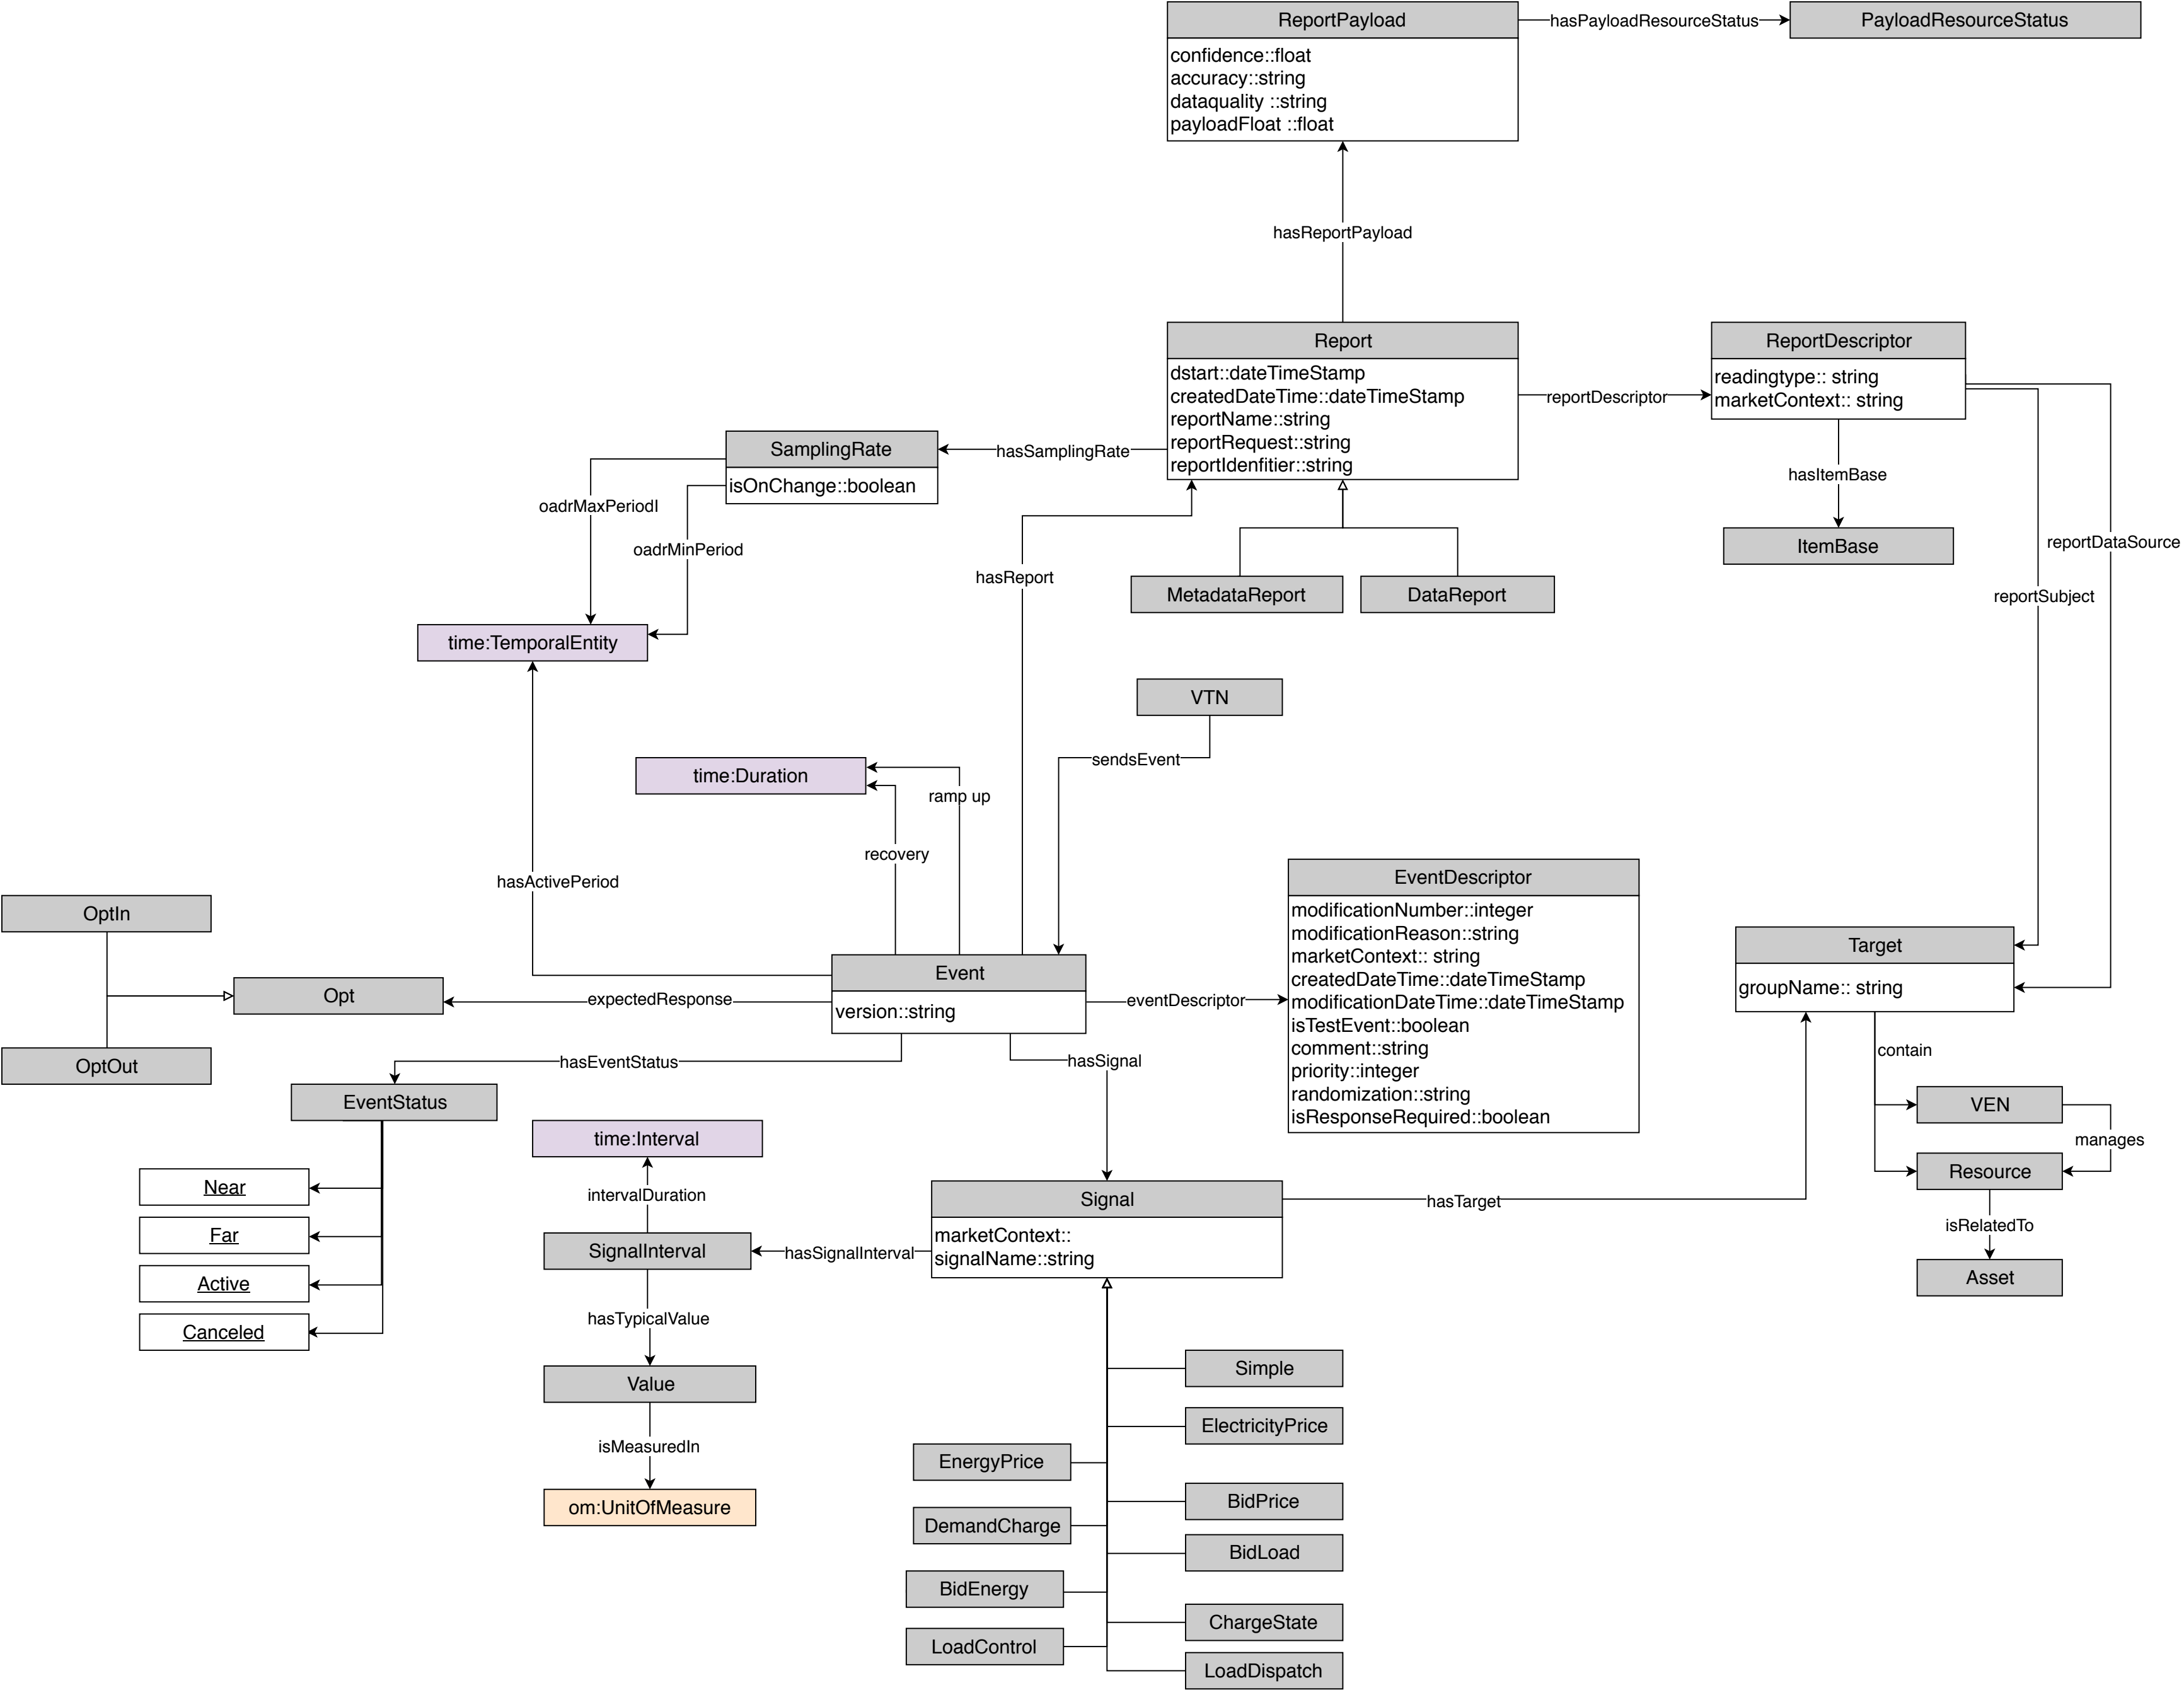 ReportPayload
hasPayloadResourceStatus
PayloadResourceStatus
confidence::float
accuracy::string
dataquality ::string
payloadFloat ::float
hasReportPayload
Report
dstart::dateTimeStamp
createdDateTime::dateTimeStamp
reportName::string
reportRequest::string
reportIdenfitier::string
reportDescriptor
ReportDescriptor
readingtype:: string
marketContext:: string
hasItemBase
ItemBase
reportDataSource
reportSubject
hasSamplingRate
SamplingRate
isOnChange::boolean
oadrMaxPeriodI
oadrMinPeriod
hasReport
MetadataReport
DataReport
time:TemporalEntity
VTN
sendsEvent
time:Duration
ramp up
recovery
hasActivePeriod
OptIn
Opt
OptOut
expectedResponse
Event
version::string
eventDescriptor
EventDescriptor
modificationNumber::integer
modificationReason::string
marketContext:: string
createdDateTime::dateTimeStamp
modificationDateTime::dateTimeStamp
isTestEvent::boolean
comment::string
priority::integer
randomization::string
isResponseRequired::boolean
Target
groupName:: string
contain
VEN
manages
Resource
isRelatedTo
Asset
hasEventStatus
EventStatus
Near
Far
Active
Canceled
hasSignal
time:Interval
intervalDuration
SignalInterval
hasSignalInterval
Signal
marketContext::
signalName::string
hasTarget
hasTypicalValue
Value
isMeasuredIn
om:UnitOfMeasure
Simple
ElectricityPrice
EnergyPrice
BidPrice
DemandCharge
BidLoad
BidEnergy
ChargeState
LoadControl
LoadDispatch